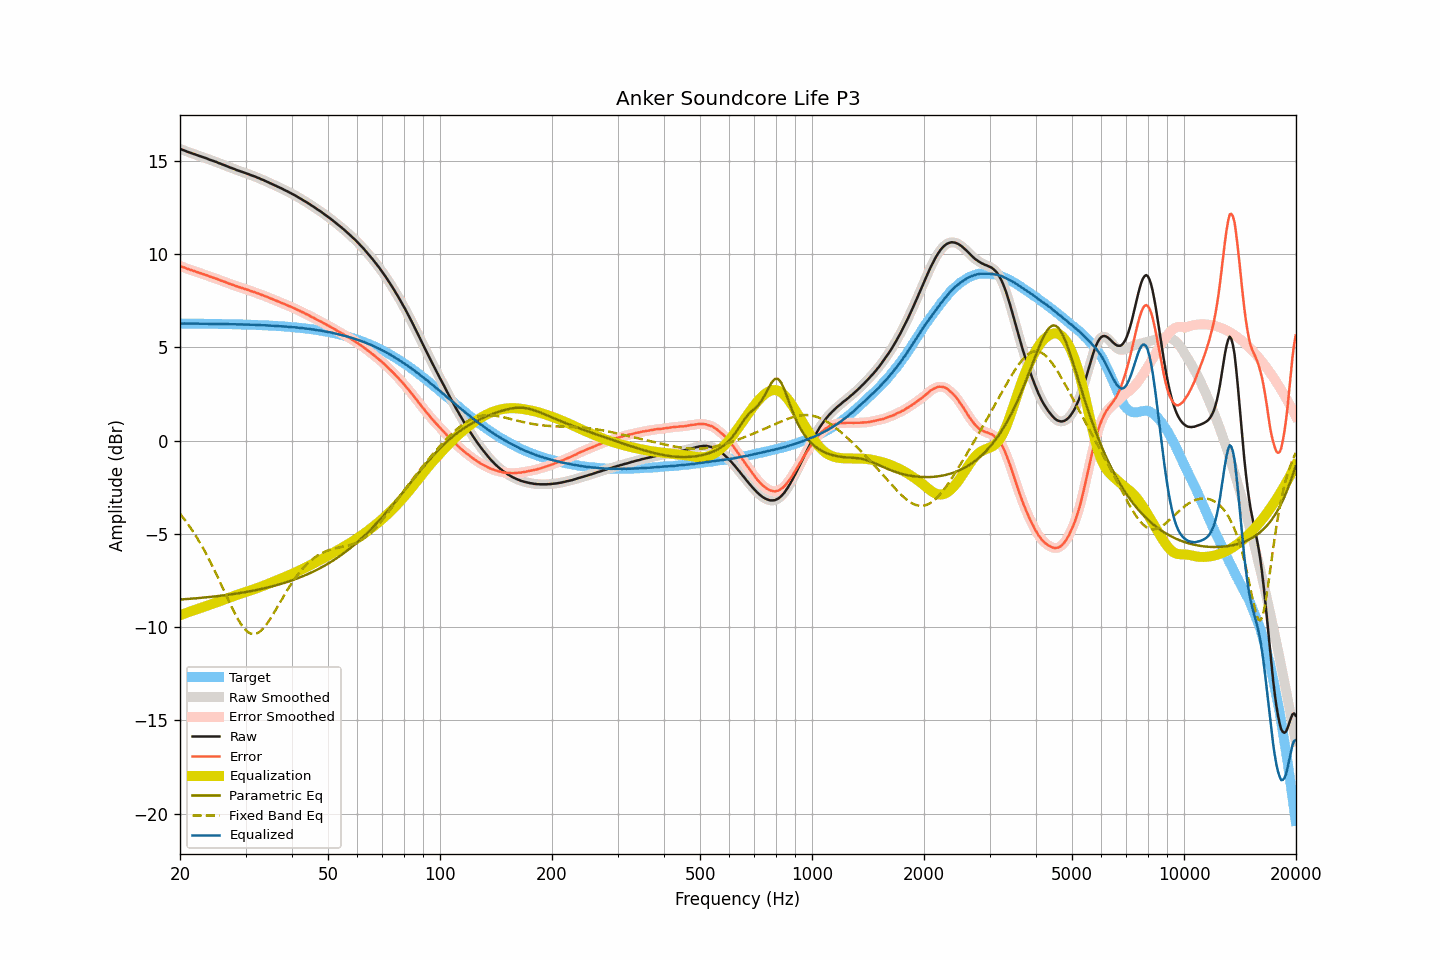 Anker Soundcore Life P3
Amplitude (dBr)
15
10
5
0
−5
−10
−15
−20
Target
Raw Smoothed
Error Smoothed
Raw
Error
Equalization
Parametric Eq
Fixed Band Eq
Equalized
20 50 100 200 500 1000 2000 5000 10000 20000
Frequency (Hz)